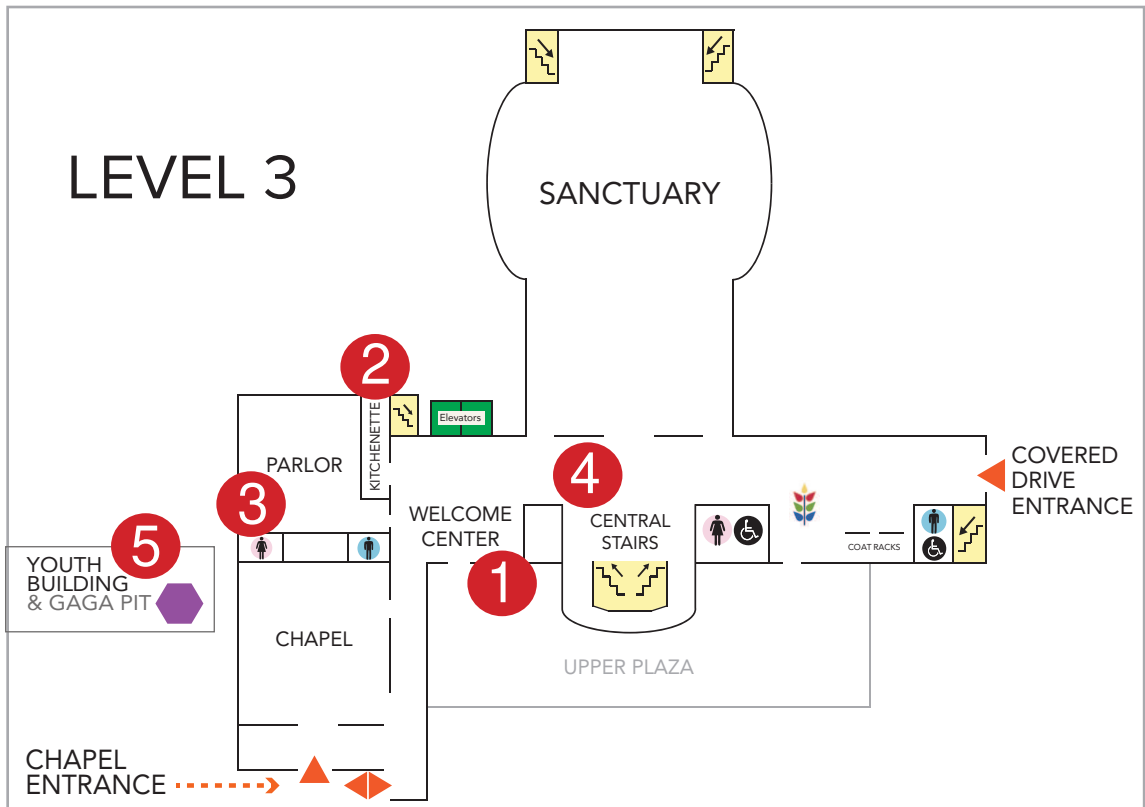 LEVEL 3
SANCTUARY
2
Elevators
KITCHENETTE
PARLOR
4
COVERED
DRIVE
ENTRANCE
3
WELCOME
CENTER
CENTRAL
STAIRS
COAT RACKS
5
YOUTH
BUILDING
& GAGA PIT
1
CHAPEL
UPPER PLAZA
CHAPEL
ENTRANCE